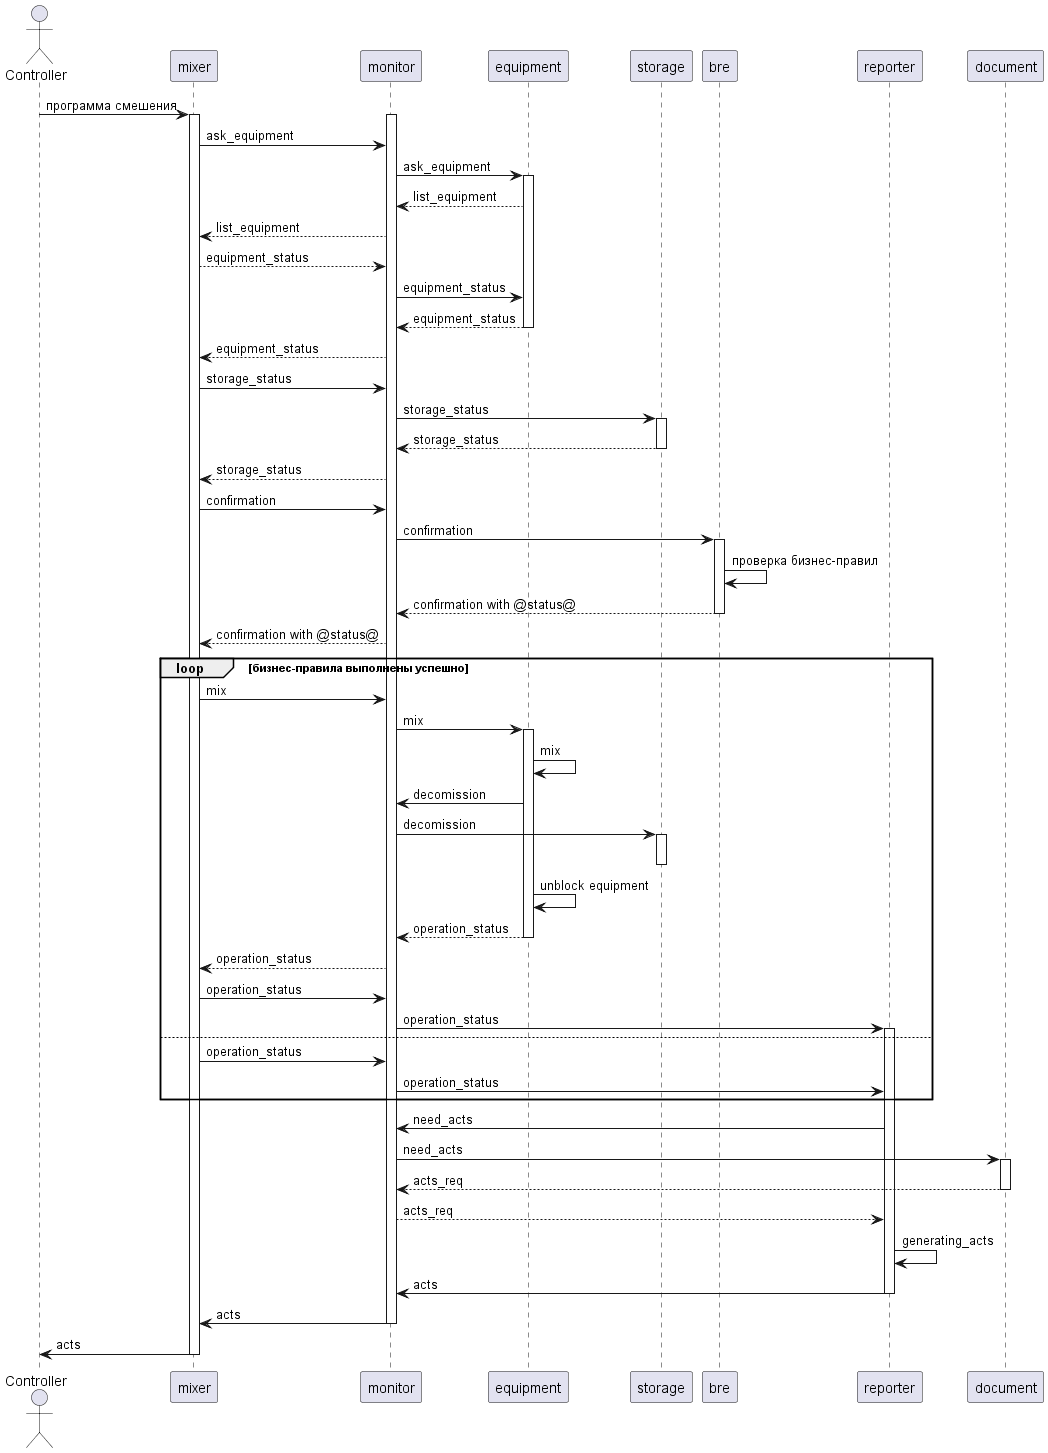 Controller
mixer
monitor
equipment
storage
bre
reporter
document
программа смешения
ask_equipment
ask_equipment
list_equipment
list_equipment
equipment_status
equipment_status
equipment_status
equipment_status
storage_status
storage_status
storage_status
storage_status
confirmation
confirmation
проверка бизнес-правил
confirmation with @status@
confirmation with @status@
loop
[бизнес-правила выполнены успешно]
mix
mix
mix
decomission
decomission
unblock equipment
operation_status
operation_status
operation_status
operation_status
operation_status
operation_status
need_acts
need_acts
acts_req
acts_req
generating_acts
acts
acts
acts
Controller
mixer
monitor
equipment
storage
bre
reporter
document